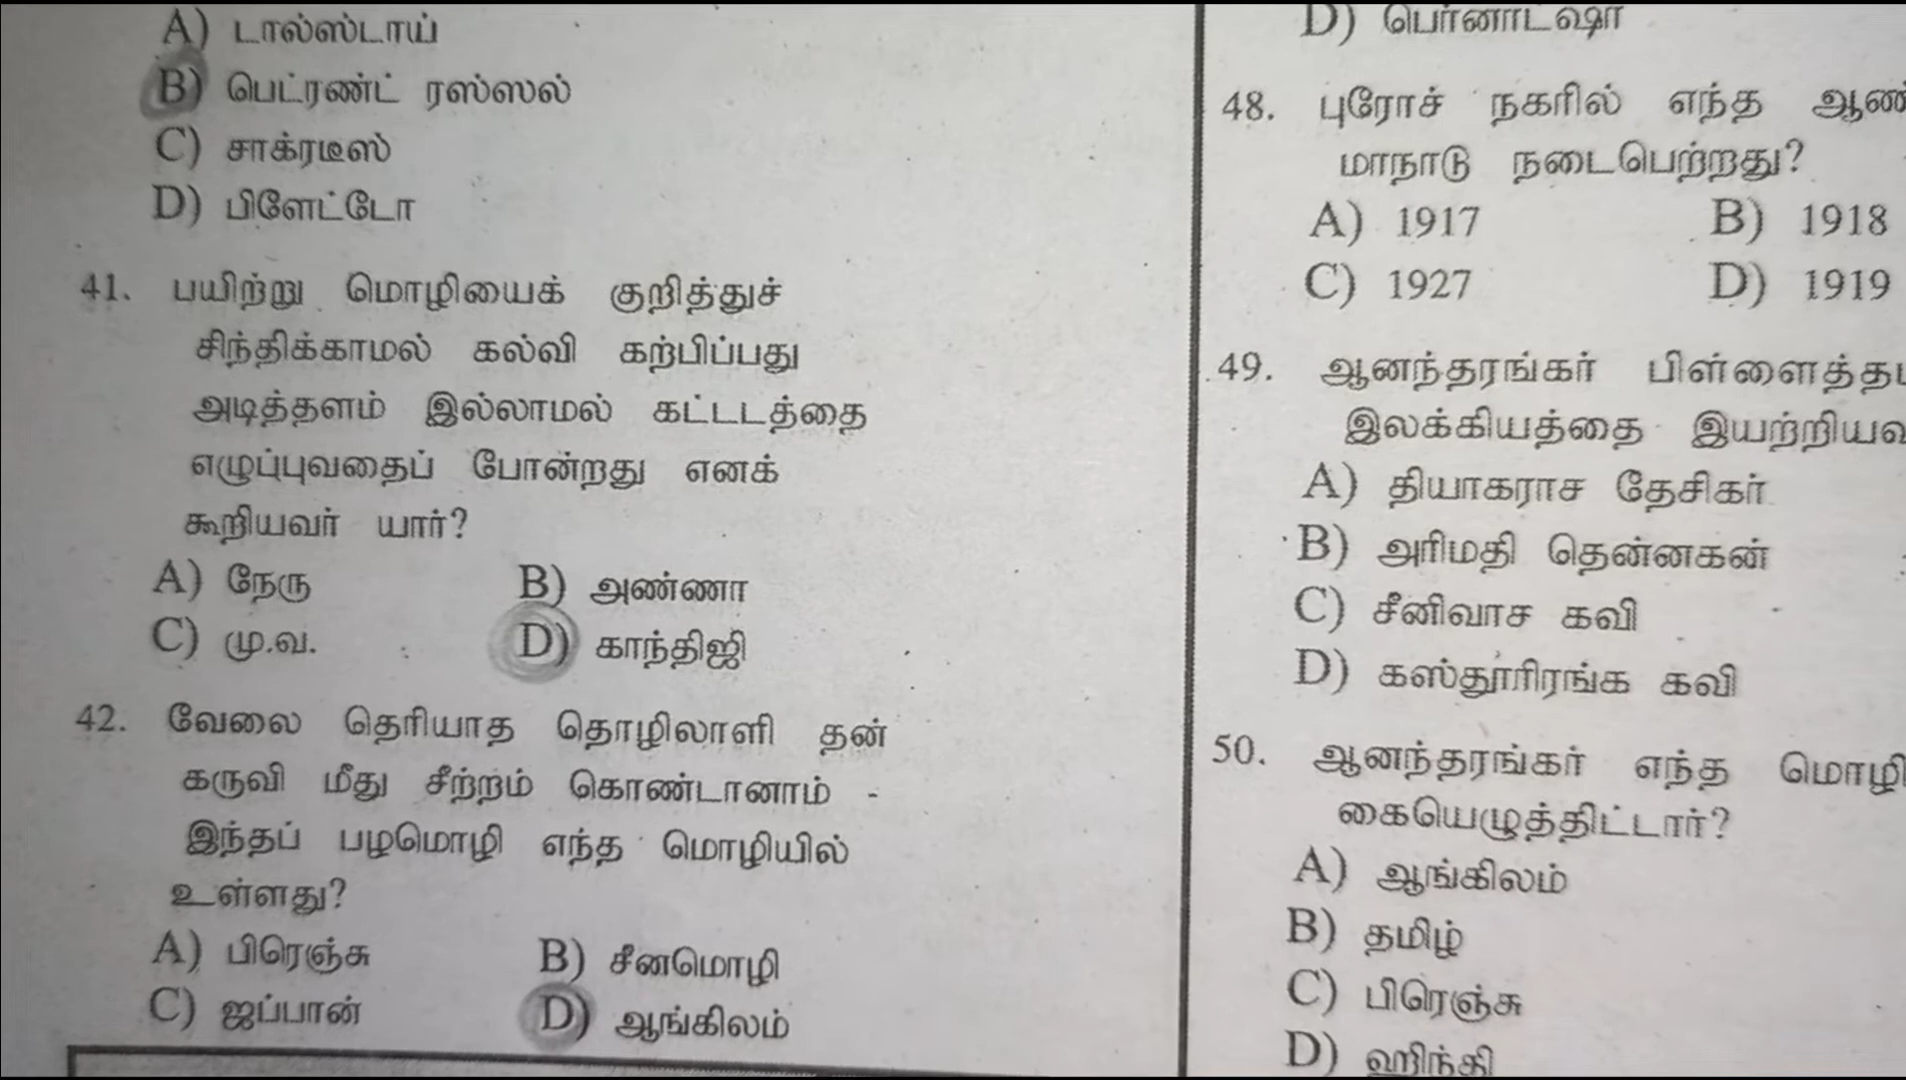 A) டால்ஸ்டாய்
B) பெட்ரண்ட் ரஸ்ஸல்
C) சாக்ரடீஸ்
D) பிளேட்டோ
41. பயிற்று மொழியைக் குறித்துச்
சிந்திக்காமல் கல்வி கற்பிப்பது
அடித்தளம் இல்லாமல் கட்டடத்தை
எழுப்புவதைப் போன்றது எனக்
கூறியவர் யார்?
A) நேரு B) அண்ணா
C) மு.வ. D) காந்திஜி
42. வேலை தெரியாத தொழிலாளி தன்
கருவி மீது சீற்றம் கொண்டானாம் -
இந்தப் பழமொழி எந்த மொழியில்
உள்ளது?
A) பிரெஞ்சு B) சீனமொழி
C) ஜப்பான் D) ஆங்கிலம்
D) பெர்னாட்ஷா
48. புரோச் நகரில் எந்த
மாநாடு நடைபெற்றது?
A) 1917 B) 1918
C) 1927 D) 1919
49. ஆனந்தரங்கர்
இலக்கியத்தை
A) தியாகராச தேசிகர்
B) அரிமதி தென்னகன்
C) சீனிவாச கவி
D) கஸ்தூரிரங்க கவி
50. ஆனந்தரங்கர் எந்த மொழி
கையெழுத்திட்டார்?
A) ஆங்கிலம்
B) தமிழ்
C) பிரெஞ்சு
D) ஹிந்தி